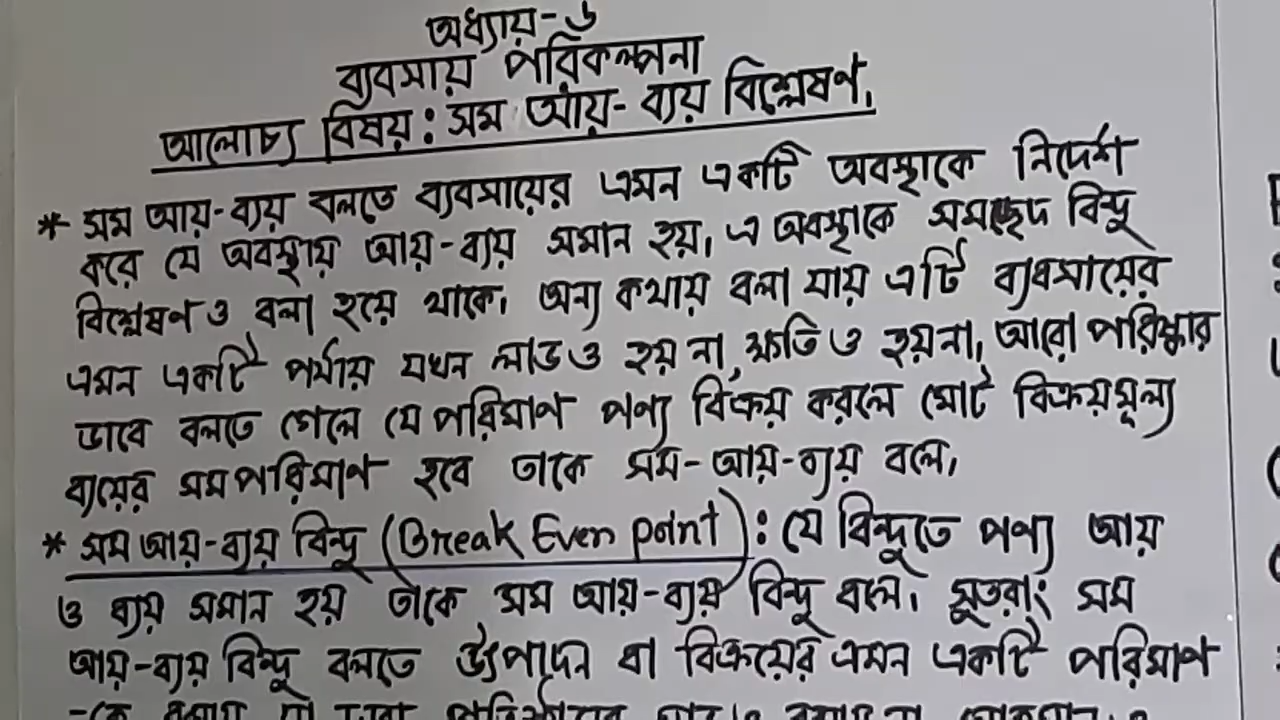 অধ্যায়-৬
ব্যবসায় পরিকল্পনা
আলোচ্য বিষয়: সম আয়-ব্যয় বিশ্লেষণ।
* সম আয়-ব্যয় বলতে ব্যবসায়ের এমন একটি অবস্থাকে নির্দেশ
করে যে অবস্থায় আয়-ব্যয় সমান হয়। এ অবস্থাকে সমচ্ছেদ বিন্দু
বিশ্লেষণ ও বলা হয়ে থাকে। অন্য কথায় বলা যায় এটি ব্যবসায়ের
এমন একটি পর্যায় যখন লাভ ও হয় না, ক্ষতি ও হয়না। আরো পরিষ্কার
ভাবে বলতে গেলে যে পরিমাণ পণ্য বিক্রয় করলে মোট বিক্রয়মূল্য
ব্যয়ের সমপরিমাণ হবে তাকে সম-আয়-ব্যয় বলে।
* সম আয়-ব্যয় বিন্দু (Break Even point): যে বিন্দুতে পণ্য আয়
ও ব্যয় সমান হয় তাকে সম আয়-ব্যয় বিন্দু বলে। সুতরাং সম
আয়-ব্যয় বিন্দু বলতে উৎপাদন বা বিক্রয়ের এমন একটি পরিমাণ